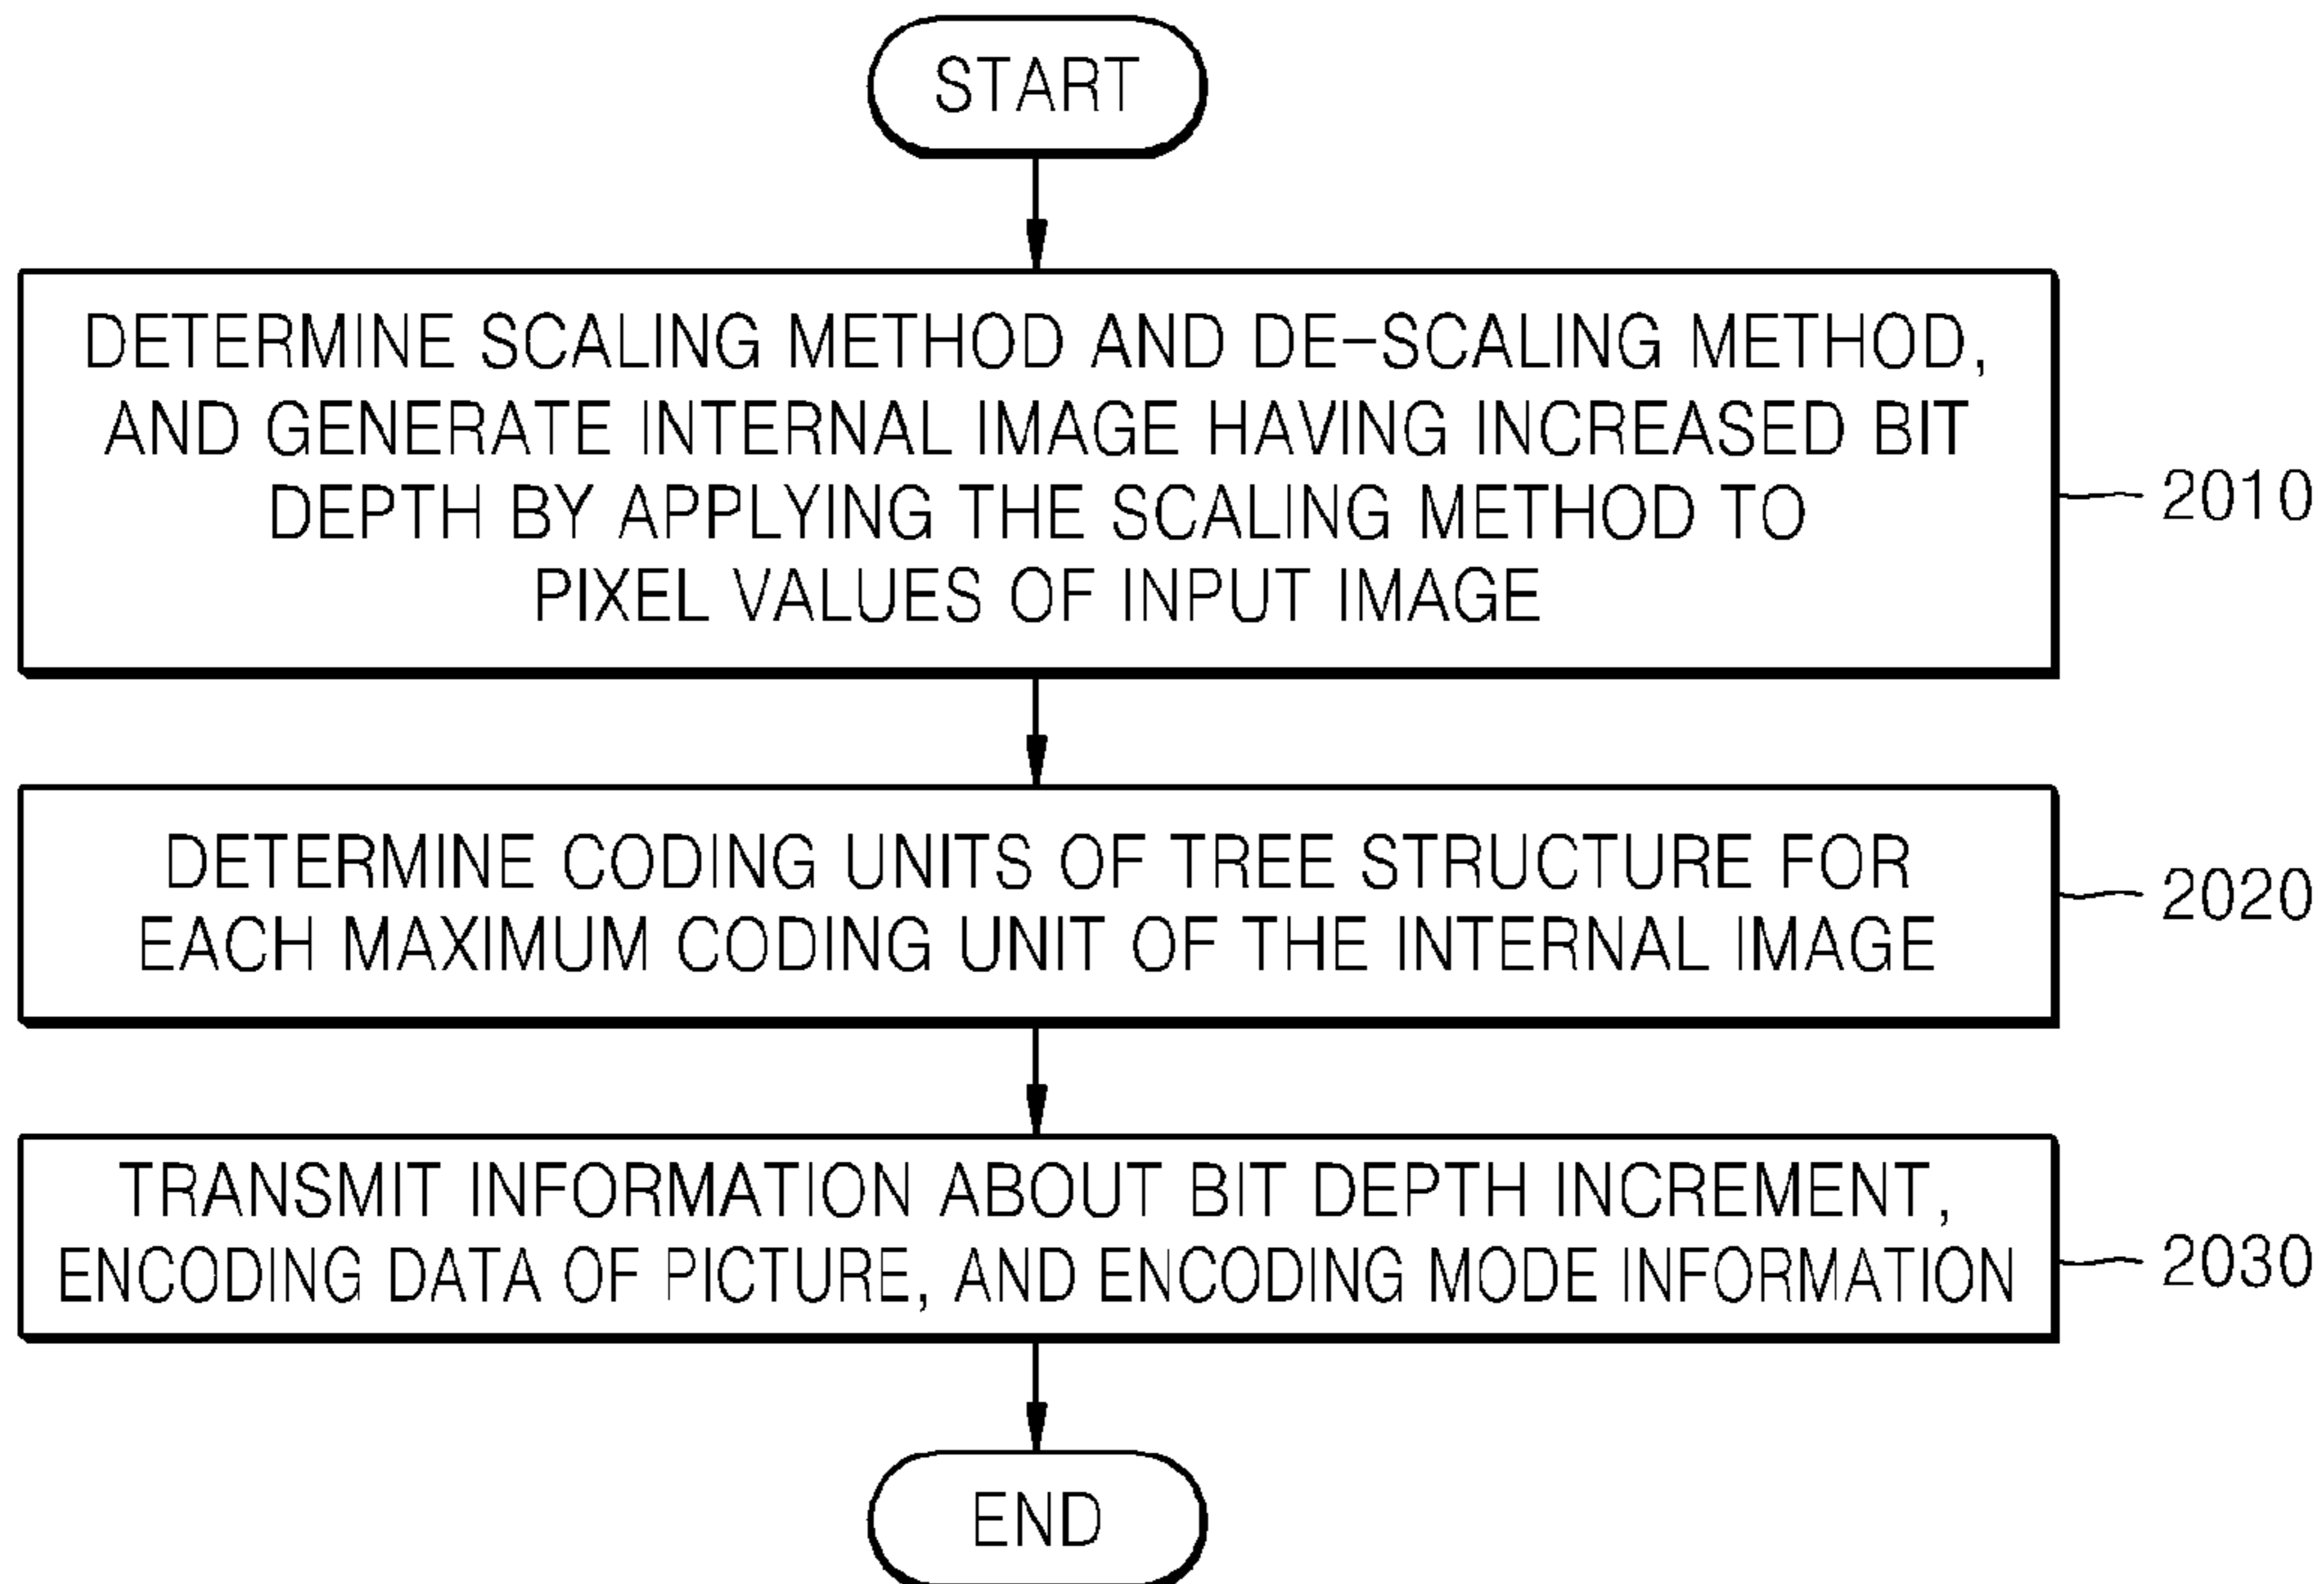 START
DETERMINE SCALING METHOD AND DE-SCALING METHOD,
AND GENERATE INTERNAL IMAGE HAVING INCREASED BIT
DEPTH BY APPLYING THE SCALING METHOD TO
PIXEL VALUES OF INPUT IMAGE
2010
DETERMINE CODING UNITS OF TREE STRUCTURE FOR
EACH MAXIMUM CODING UNIT OF THE INTERNAL IMAGE
2020
TRANSMIT INFORMATION ABOUT BIT DEPTH INCREMENT,
ENCODING DATA OF PICTURE, AND ENCODING MODE INFORMATION
2030
END